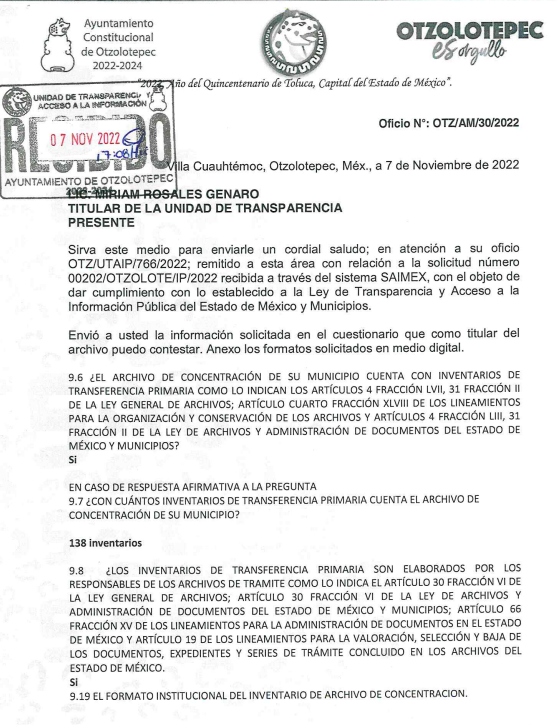 Ayuntamiento
Constitucional
de Otzolotepec
2022-2024
OTZOLOTEPEC
es orgullo
"2022. Año del Quincentenario de Toluca, Capital del Estado de México".
UNIDAD DE TRANSPARENCIA Y
ACCESO A LA INFORMACIÓN
RECIBIDO
07 NOV 2022
17:08 Hrs
AYUNTAMIENTO DE OTZOLOTEPEC
2022-2024
Oficio N°: OTZ/AM/30/2022
Villa Cuauhtémoc, Otzolotepec, Méx., a 7 de Noviembre de 2022
LIC. MIRIAM ROSALES GENARO
TITULAR DE LA UNIDAD DE TRANSPARENCIA
PRESENTE
Sirva este medio para enviarle un cordial saludo; en atención a su oficio
OTZ/UTAIP/766/2022; remitido a esta área con relación a la solicitud número
00202/OTZOLOTE/IP/2022 recibida a través del sistema SAIMEX, con el objeto de
dar cumplimiento con lo establecido a la Ley de Transparencia y Acceso a la
Información Pública del Estado de México y Municipios.
Envió a usted la información solicitada en el cuestionario que como titular del
archivo puedo contestar. Anexo los formatos solicitados en medio digital.
9.6 ¿EL ARCHIVO DE CONCENTRACIÓN DE SU MUNICIPIO CUENTA CON INVENTARIOS DE
TRANSFERENCIA PRIMARIA COMO LO INDICAN LOS ARTÍCULOS 4 FRACCIÓN LVII, 31 FRACCIÓN II
DE LA LEY GENERAL DE ARCHIVOS; ARTÍCULO CUARTO FRACCIÓN XLVIII DE LOS LINEAMIENTOS
PARA LA ORGANIZACIÓN Y CONSERVACIÓN DE LOS ARCHIVOS Y ARTÍCULOS 4 FRACCIÓN LIII, 31
FRACCIÓN II DE LA LEY DE ARCHIVOS Y ADMINISTRACIÓN DE DOCUMENTOS DEL ESTADO DE
MÉXICO Y MUNICIPIOS?
Si
EN CASO DE RESPUESTA AFIRMATIVA A LA PREGUNTA
9.7 ¿CON CUÁNTOS INVENTARIOS DE TRANSFERENCIA PRIMARIA CUENTA EL ARCHIVO DE
CONCENTRACIÓN DE SU MUNICIPIO?
138 inventarios
9.8 ¿LOS INVENTARIOS DE TRANSFERENCIA PRIMARIA SON ELABORADOS POR LOS
RESPONSABLES DE LOS ARCHIVOS DE TRAMITE COMO LO INDICA EL ARTÍCULO 30 FRACCIÓN VI DE
LA LEY GENERAL DE ARCHIVOS; ARTÍCULO 30 FRACCIÓN VI DE LA LEY DE ARCHIVOS Y
ADMINISTRACIÓN DE DOCUMENTOS DEL ESTADO DE MÉXICO Y MUNICIPIOS; ARTÍCULO 66
FRACCIÓN XV DE LOS LINEAMIENTOS PARA LA ADMINISTRACIÓN DE DOCUMENTOS EN EL ESTADO
DE MÉXICO Y ARTÍCULO 19 DE LOS LINEAMIENTOS PARA LA VALORACIÓN, SELECCIÓN Y BAJA DE
LOS DOCUMENTOS, EXPEDIENTES Y SERIES DE TRÁMITE CONCLUIDO EN LOS ARCHIVOS DEL
ESTADO DE MÉXICO.
Si
9.19 EL FORMATO INSTITUCIONAL DEL INVENTARIO DE ARCHIVO DE CONCENTRACION.